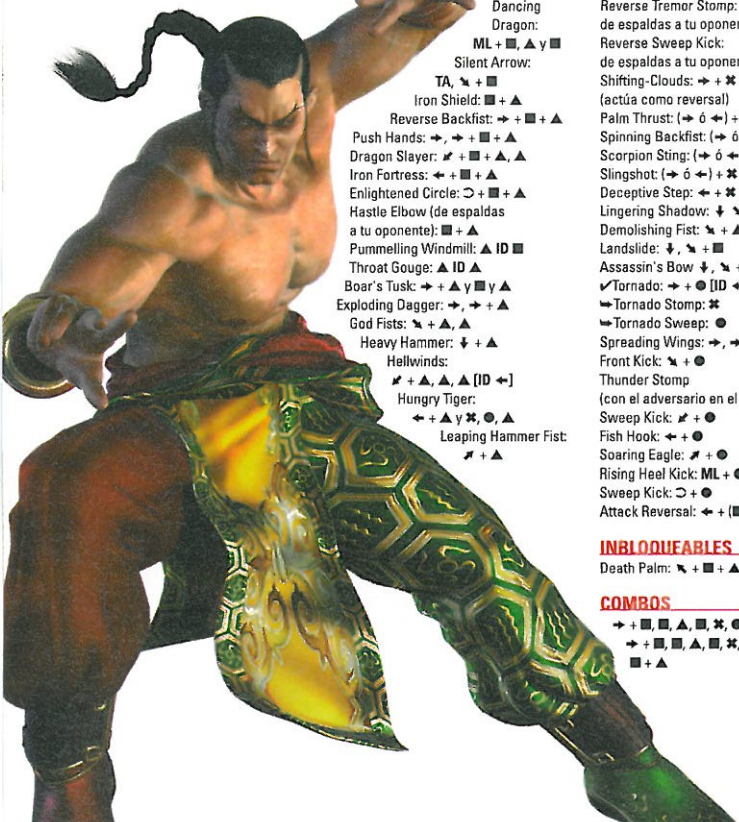 Dancing
Dragon:
ML + ■, ▲ y ■
Silent Arrow:
TA, ↘ + ■
Iron Shield: ■ + ▲
Reverse Backfist: → + ■ + ▲
Push Hands: →, → + ■ + ▲
Dragon Slayer: ↙ + ■ + ▲, ▲
Iron Fortress: ← + ■ + ▲
Enlightened Circle: ⊃ + ■ + ▲
Hastle Elbow (de espaldas
a tu oponente): ■ + ▲
Pummelling Windmill: ▲ ID ■
Throat Gouge: ▲ ID ▲
Boar's Tusk: → + ▲ y ■ y ▲
Exploding Dagger: →, → + ▲
God Fists: ↘ + ▲, ▲
Heavy Hammer: ↓ + ▲
Hellwinds:
↙ + ▲, ▲, ▲ [ID ←]
Hungry Tiger:
← + ▲ y ✖, ●, ▲
Leaping Hammer Fist:
↗ + ▲
Reverse Tremor Stomp:
de espaldas a tu oponen
Reverse Sweep Kick:
de espaldas a tu oponen
Shifting-Clouds: → + ✖
(actúa como reversal)
Palm Thrust: (→ ó ←) +
Spinning Backfist: (→ ó
Scorpion Sting: (→ ó ←
Slingshot: (→ ó ←) + ✖
Deceptive Step: ← + ✖
Lingering Shadow: ↓
Demolishing Fist: ↘ +
Landslide: ↓, ↘ + ■
Assassin's Bow ↓, ↘ +
✓Tornado: → + ● [ID ←
➥Tornado Stomp: ✖
➥Tornado Sweep: ●
Spreading Wings: →, →
Front Kick: ↘ + ●
Thunder Stomp
(con el adversario en el
Sweep Kick: ↙ + ●
Fish Hook: ← + ●
Soaring Eagle: ↗ + ●
Rising Heel Kick: ML + ●
Sweep Kick: ⊃ + ●
Attack Reversal: ← + (■
INBLOQUEABLES
Death Palm: ↖ + ■ + ▲
COMBOS
→ + ■, ■, ▲, ■, ✖, ●
→ + ■, ■, ▲, ■, ✖,
■ + ▲